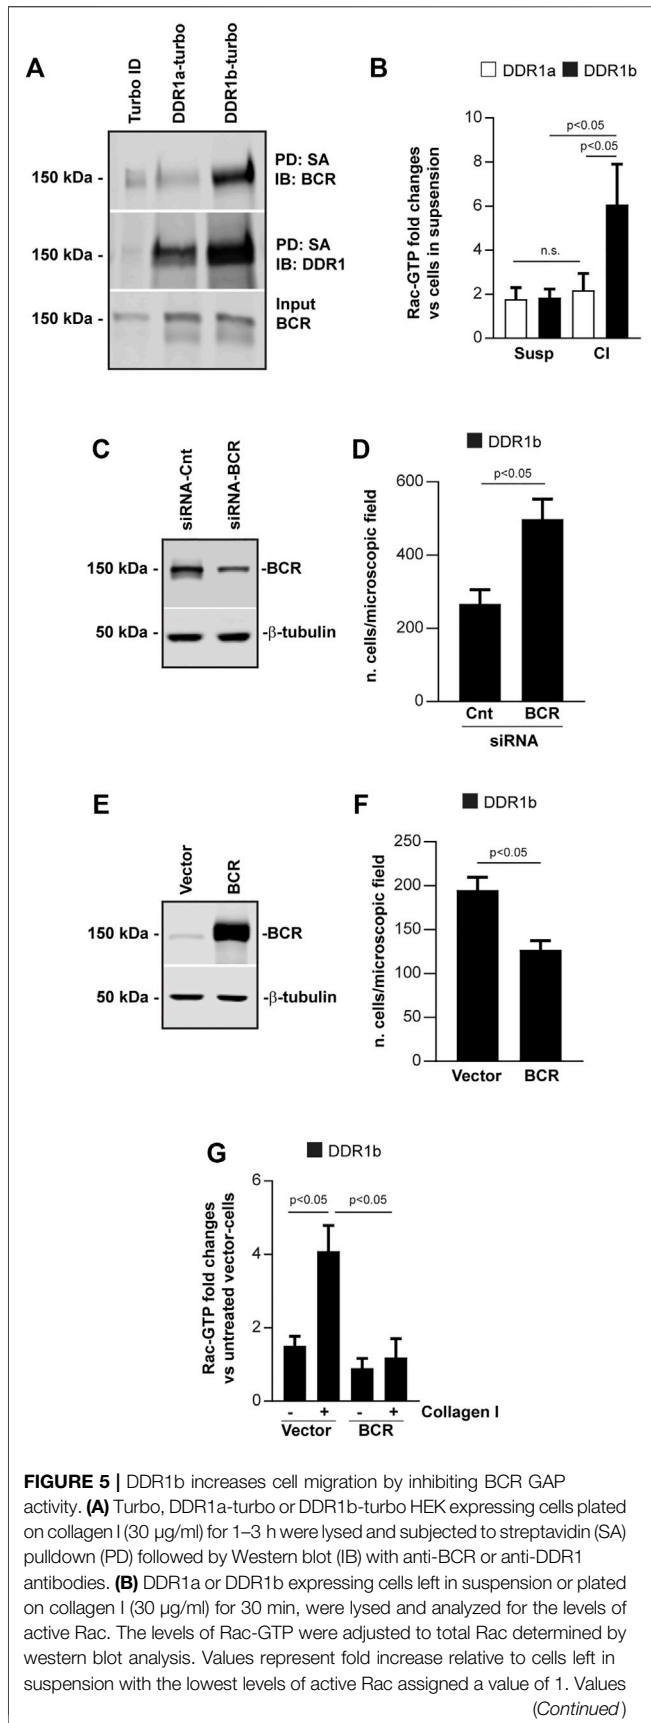 A
Turbo ID
DDR1a-turbo
DDR1b-turbo
150 kDa -
PD: SA
IB: BCR
150 kDa -
PD: SA
IB: DDR1
150 kDa -
Input
BCR
B
DDR1a DDR1b
Rac-GTP fold changes
vs cells in supsension
10
8
6
4
2
0
p<0.05
p<0.05
n.s.
Susp CI
C
siRNA-Cnt
siRNA-BCR
150 kDa - -BCR
50 kDa - -β-tubulin
D
DDR1b
n. cells/microscopic field
600
400
200
0
p<0.05
Cnt BCR
siRNA
E
Vector
BCR
150 kDa - -BCR
50 kDa - -β-tubulin
F
DDR1b
n. cells/microscopic field
250
200
150
100
50
0
p<0.05
Vector BCR
G
DDR1b
Rac-GTP fold changes
vs untreated vector-cells
6
4
2
0
p<0.05 p<0.05
- + - + Collagen I
Vector BCR
FIGURE 5 | DDR1b increases cell migration by inhibiting BCR GAP
activity. (A) Turbo, DDR1a-turbo or DDR1b-turbo HEK expressing cells plated
on collagen I (30 µg/ml) for 1–3 h were lysed and subjected to streptavidin (SA)
pulldown (PD) followed by Western blot (IB) with anti-BCR or anti-DDR1
antibodies. (B) DDR1a or DDR1b expressing cells left in suspension or plated
on collagen I (30 µg/ml) for 30 min, were lysed and analyzed for the levels of
active Rac. The levels of Rac-GTP were adjusted to total Rac determined by
western blot analysis. Values represent fold increase relative to cells left in
suspension with the lowest levels of active Rac assigned a value of 1. Values
(Continued)